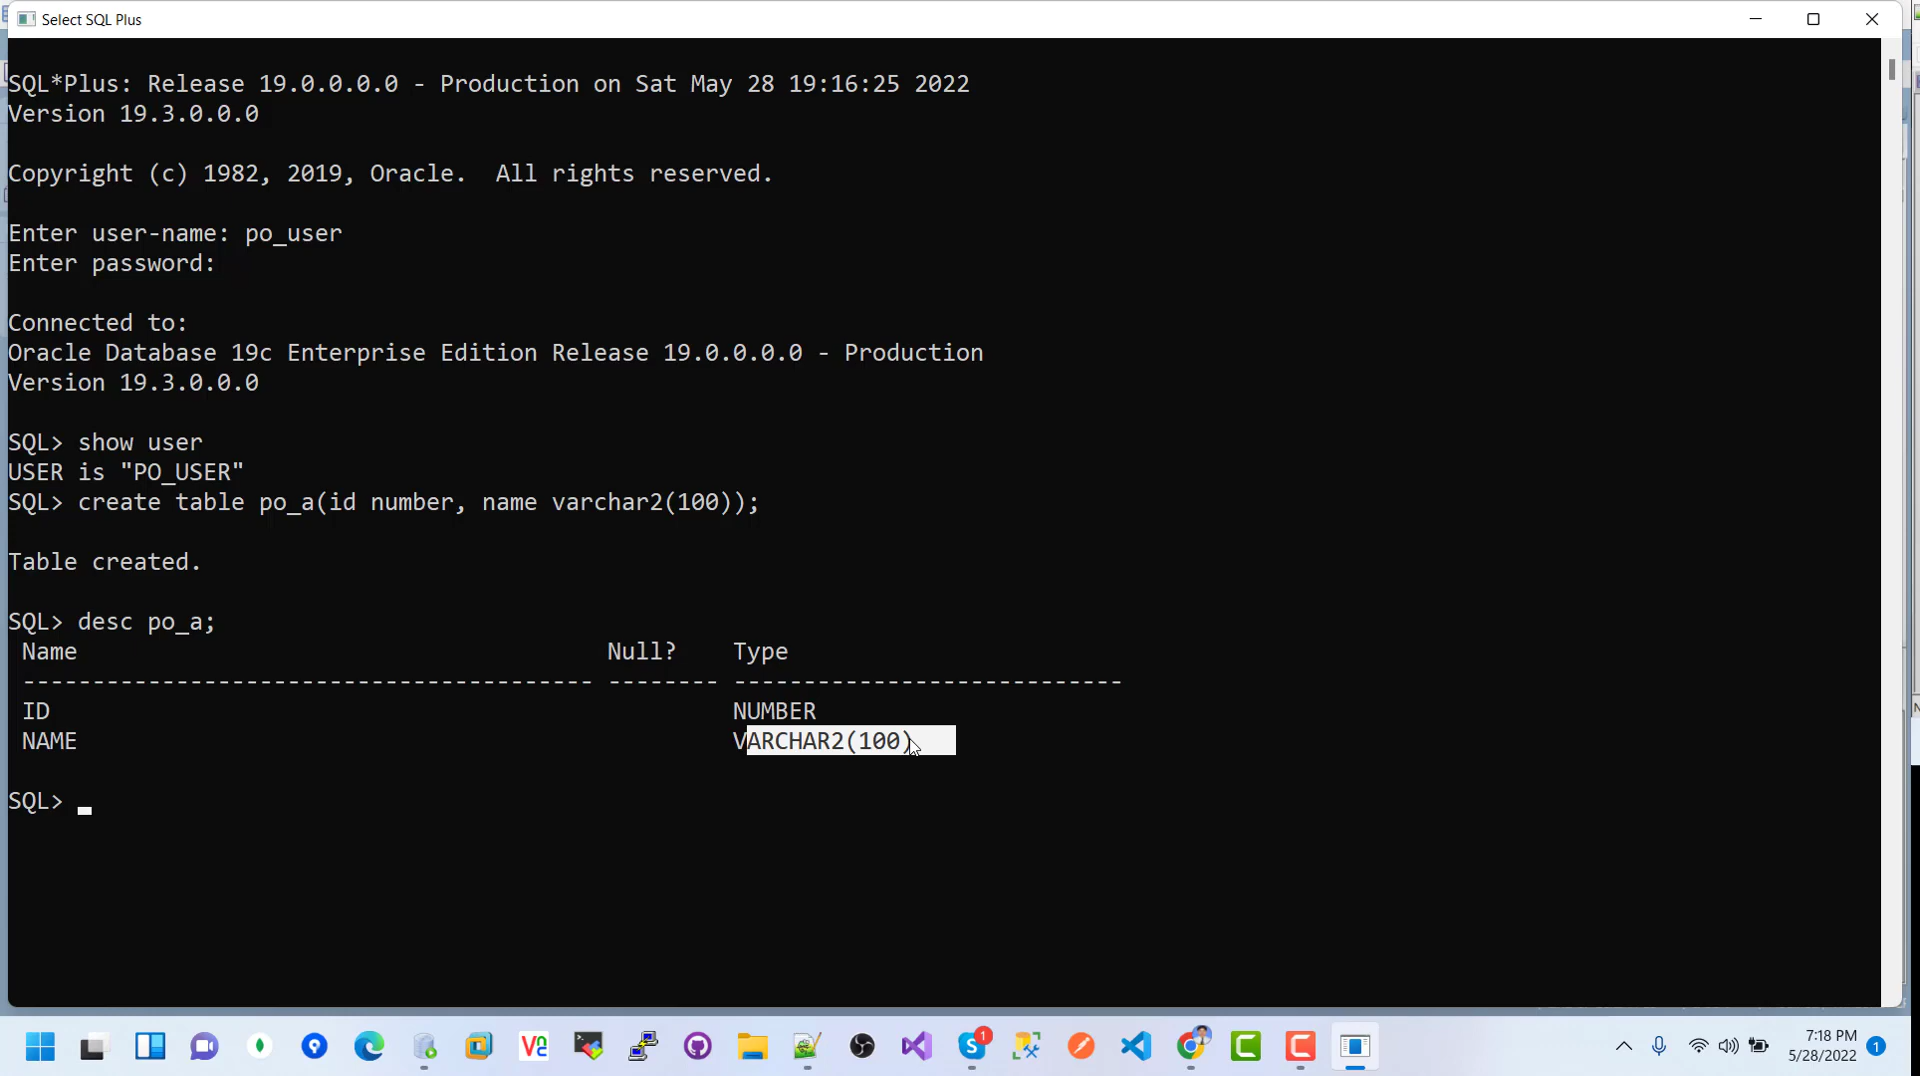 Select SQL Plus
SQL*Plus: Release 19.0.0.0.0 - Production on Sat May 28 19:16:25 2022
Version 19.3.0.0.0
Copyright (c) 1982, 2019, Oracle.  All rights reserved.
Enter user-name: po_user
Enter password:
Connected to:
Oracle Database 19c Enterprise Edition Release 19.0.0.0.0 - Production
Version 19.3.0.0.0
SQL> show user
USER is "PO_USER"
SQL> create table po_a(id number, name varchar2(100));
Table created.
SQL> desc po_a;
Name Null? Type
----------------------------------------- -------- ----------------------------
ID NUMBER
NAME VARCHAR2(100)
SQL>
7:18 PM
5/28/2022
1
1